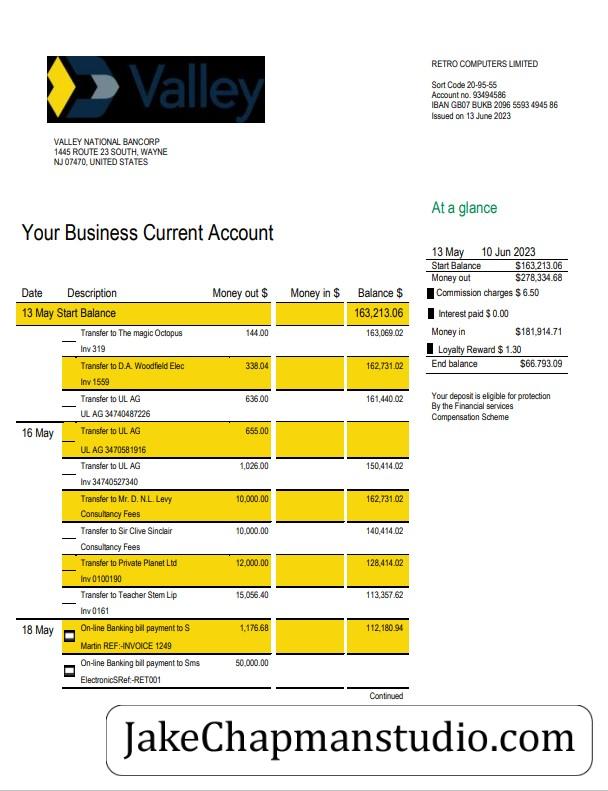 Valley
RETRO COMPUTERS LIMITED
Sort Code 20-95-55
Account no. 93494586
IBAN GB07 BUKB 2096 5593 4945 86
Issued on 13 June 2023
VALLEY NATIONAL BANCORP
1445 ROUTE 23 SOUTH, WAYNE
NJ 07470, UNITED STATES
At a glance
Your Business Current Account
13 May 10 Jun 2023
Start Balance $163,213.06
Money out $278,334.68
Commission charges $ 6.50
Interest paid $ 0.00
Money in $181,914.71
Loyalty Reward $ 1.30
End balance $66.793.09
Your deposit is eligible for protection
By the Financial services
Compensation Scheme
Date Description Money out $ Money in $ Balance $
13 May Start Balance 163,213.06
Transfer to The magic Octopus 144.00 163,069.02
Inv 319
Transfer to D.A. Woodfield Elec 338.04 162,731.02
Inv 1559
Transfer to UL AG 636.00 161,440.02
UL AG 34740487226
16 May Transfer to UL AG 655.00
UL AG 3470581916
Transfer to UL AG 1,026.00 150,414.02
Inv 34740527340
Transfer to Mr. D. N.L. Levy 10,000.00 162,731.02
Consultancy Fees
Transfer to Sir Clive Sinclair 10,000.00 140,414.02
Consultancy Fees
Transfer to Private Planet Ltd 12,000.00 128,414.02
Inv 0100190
Transfer to Teacher Stem Lip 15,056.40 113,357.62
Inv 0161
18 May On-line Banking bill payment to S 1,176.68 112,180.94
Martin REF:-INVOICE 1249
On-line Banking bill payment to Sms 50,000.00
ElectronicSRef:-RET001
Continued
JakeChapmanstudio.com